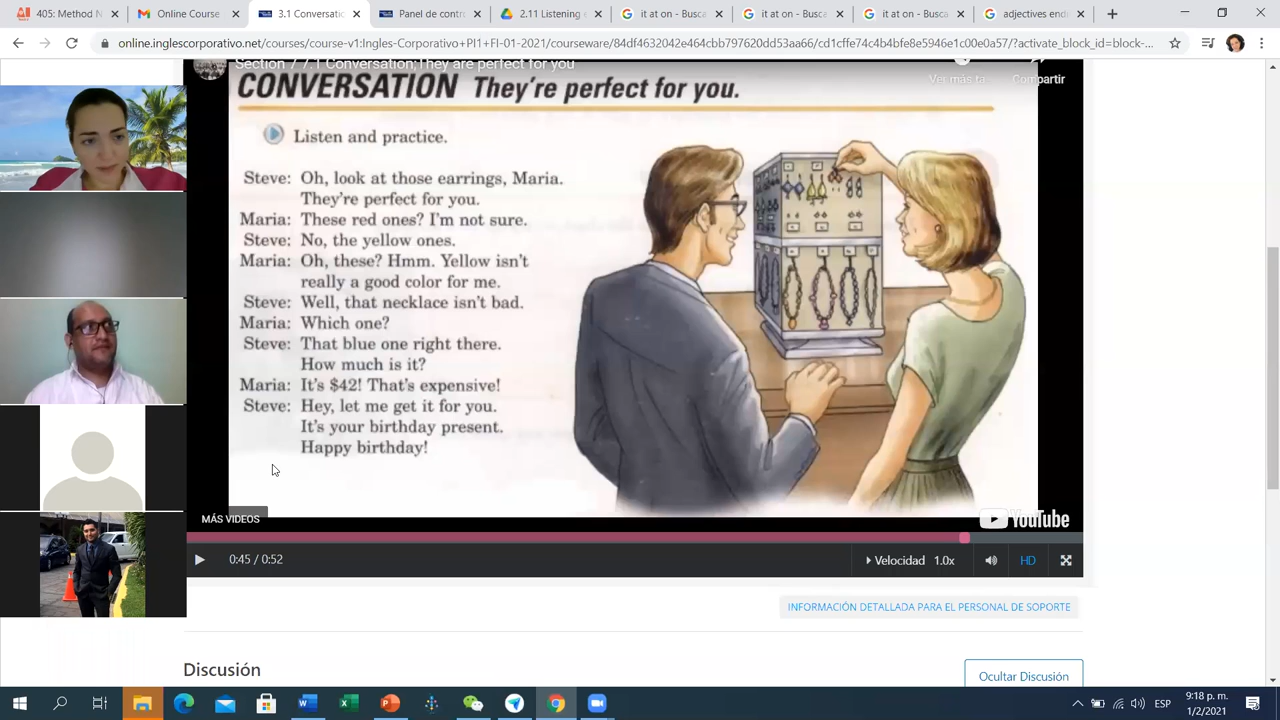 405: Method N
Online Course
3.1 Conversatio
Panel de contr
2.11 Listening e
it at on - Busca
it at on - Busca
it at on - Busca
adjectives endi
online.inglescorporativo.net/courses/course-v1:Ingles-Corporativo+PI1+FI-01-2021/courseware/84df4632042e464cbb797620dd53aa66/cd1cffe74c4b4bfe8e5946e1c00e0a57/?activate_block_id=block-...
Section 7 7.1 Conversation;They are perfect for you
Ver más ta...
Compartir
CONVERSATION They're perfect for you.
Listen and practice.
Steve: Oh, look at those earrings, Maria.
They're perfect for you.
Maria: These red ones? I'm not sure.
Steve: No, the yellow ones.
Maria: Oh, these? Hmm. Yellow isn't
really a good color for me.
Steve: Well, that necklace isn't bad.
Maria: Which one?
Steve: That blue one right there.
How much is it?
Maria: It's $42! That's expensive!
Steve: Hey, let me get it for you.
It's your birthday present.
Happy birthday!
MÁS VIDEOS
YouTube
0:45 / 0:52
Velocidad 1.0x
HD
INFORMACIÓN DETALLADA PARA EL PERSONAL DE SOPORTE
Discusión
Ocultar Discusión
ESP
9:18 p. m.
1/2/2021